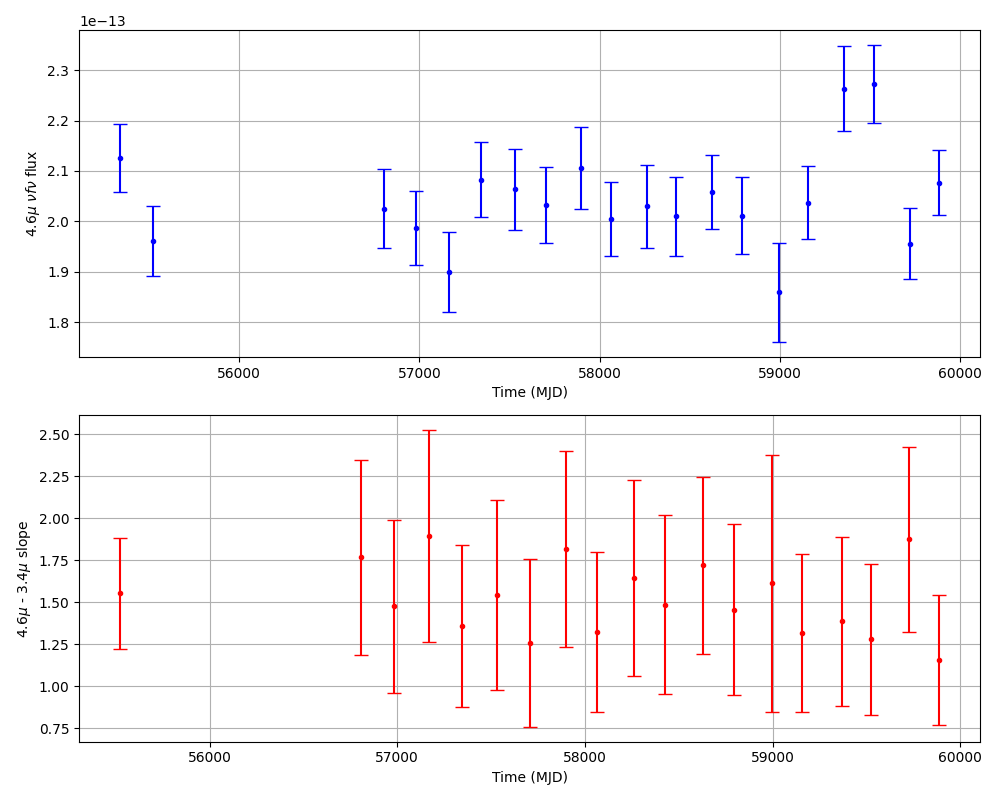 1e−13
4.6μ νfν flux
2.3
2.2
2.1
2.0
1.9
1.8
56000 57000 58000 59000 60000
Time (MJD)
4.6μ - 3.4μ slope
2.50
2.25
2.00
1.75
1.50
1.25
1.00
0.75
56000 57000 58000 59000 60000
Time (MJD)